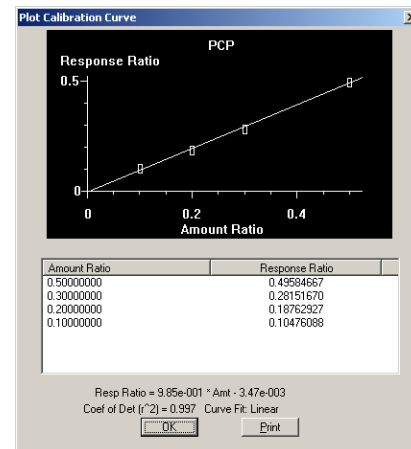 Plot Calibration Curve
PCP
Response Ratio
0.5
0
0 0.2 0.4
Amount Ratio
Amount Ratio Response Ratio
0.50000000 0.49584667
0.30000000 0.28151670
0.20000000 0.18762927
0.10000000 0.10476088
Resp Ratio = 9.85e-001 * Amt - 3.47e-003
Coef of Det (r^2) = 0.997 Curve Fit: Linear
OK Print